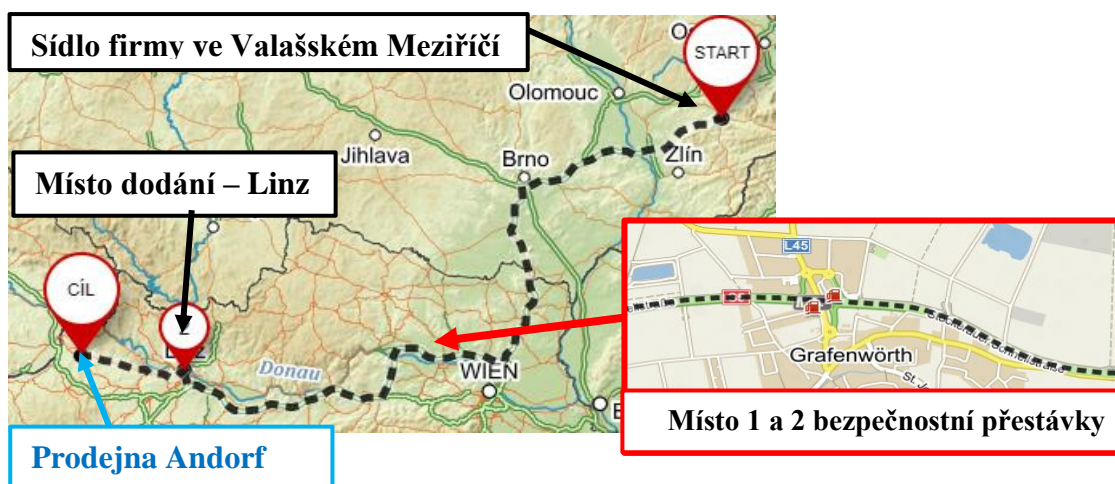 Sídlo firmy ve Valašském Meziříčí
START
Olomouc
Jihlava
Brno
Zlín
Místo dodání – Linz
CÍL
Donau
WIEN
L45
Grafenwörth
Místo 1 a 2 bezpečnostní přestávky
Prodejna Andorf